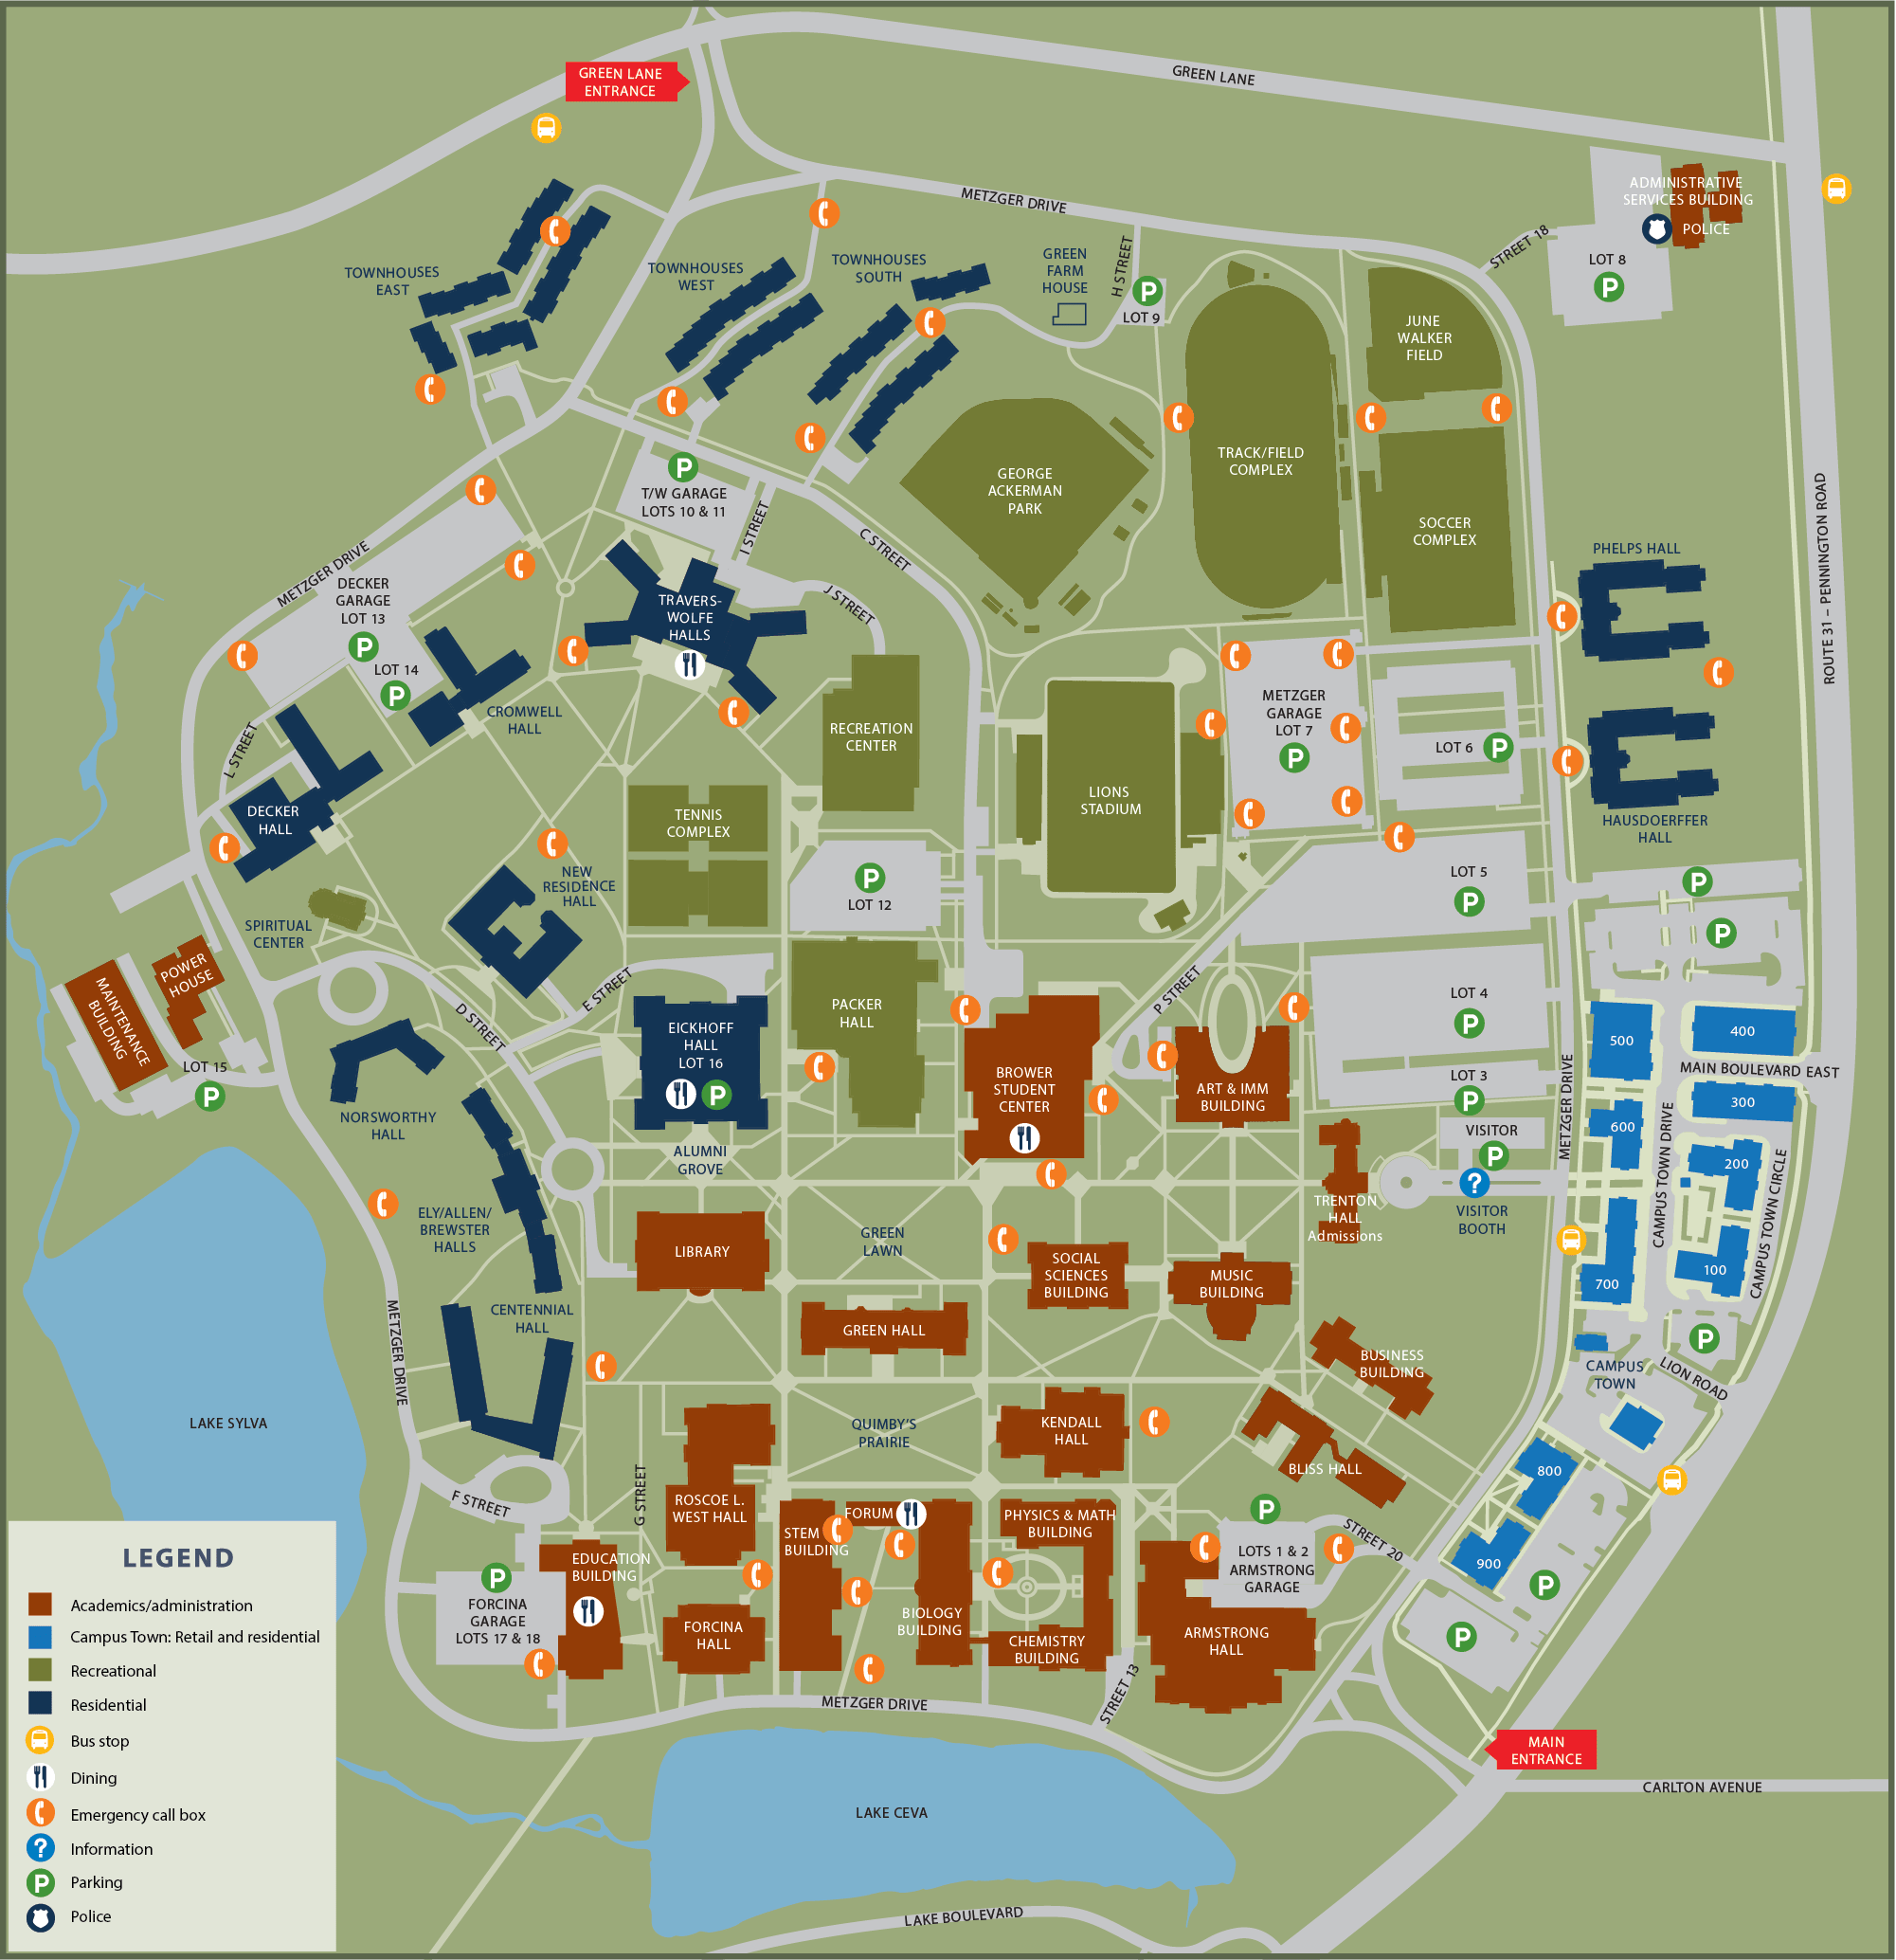 GREEN LANE
ENTRANCE
GREEN LANE
ADMINISTRATIVE
SERVICES BUILDING
POLICE
METZGER DRIVE
STREET 18
LOT 8
TOWNHOUSES
EAST
TOWNHOUSES
WEST
TOWNHOUSES
SOUTH
GREEN
FARM
HOUSE
H STREET
LOT 9
JUNE
WALKER
FIELD
TRACK/FIELD
COMPLEX
GEORGE
ACKERMAN
PARK
SOCCER
COMPLEX
T/W GARAGE
LOTS 10 & 11
I STREET
C STREET
J STREET
ROUTE 31 – PENNINGTON ROAD
PHELPS HALL
METZGER DRIVE
DECKER
GARAGE
LOT 13
LOT 14
TRAVERS-
WOLFE
HALLS
CROMWELL
HALL
L STREET
RECREATION
CENTER
METZGER
GARAGE
LOT 7
LOT 6
LIONS
STADIUM
DECKER
HALL
TENNIS
COMPLEX
HAUSDOERFFER
HALL
NEW
RESIDENCE
HALL
LOT 12
LOT 5
SPIRITUAL
CENTER
POWER
HOUSE
MAINTENANCE
BUILDING
LOT 15
D STREET
E STREET
EICKHOFF
HALL
LOT 16
PACKER
HALL
P STREET
LOT 4
LOT 3
500
400
MAIN BOULEVARD EAST
300
BROWER
STUDENT
CENTER
ART & IMM
BUILDING
METZGER DRIVE
600
CAMPUS TOWN DRIVE
200
CAMPUS TOWN CIRCLE
VISITOR
VISITOR
BOOTH
NORSWORTHY
HALL
ALUMNI
GROVE
TRENTON
HALL
Admissions
ELY/ALLEN/
BREWSTER
HALLS
LIBRARY
GREEN
LAWN
SOCIAL
SCIENCES
BUILDING
MUSIC
BUILDING
700
100
METZGER DRIVE
CENTENNIAL
HALL
GREEN HALL
BUSINESS
BUILDING
CAMPUS
TOWN
LION ROAD
LAKE SYLVA
QUIMBY'S
PRAIRIE
KENDALL
HALL
BLISS HALL
800
900
F STREET
G STREET
ROSCOE L.
WEST HALL
STEM
BUILDING
FORUM
PHYSICS & MATH
BUILDING
LOTS 1 & 2
ARMSTRONG
GARAGE
STREET 20
EDUCATION
BUILDING
FORCINA
GARAGE
LOTS 17 & 18
FORCINA
HALL
BIOLOGY
BUILDING
CHEMISTRY
BUILDING
ARMSTRONG
HALL
STREET 13
METZGER DRIVE
MAIN
ENTRANCE
CARLTON AVENUE
LAKE CEVA
LAKE BOULEVARD
LEGEND
Academics/administration
Campus Town: Retail and residential
Recreational
Residential
Bus stop
Dining
Emergency call box
? Information
P Parking
Police